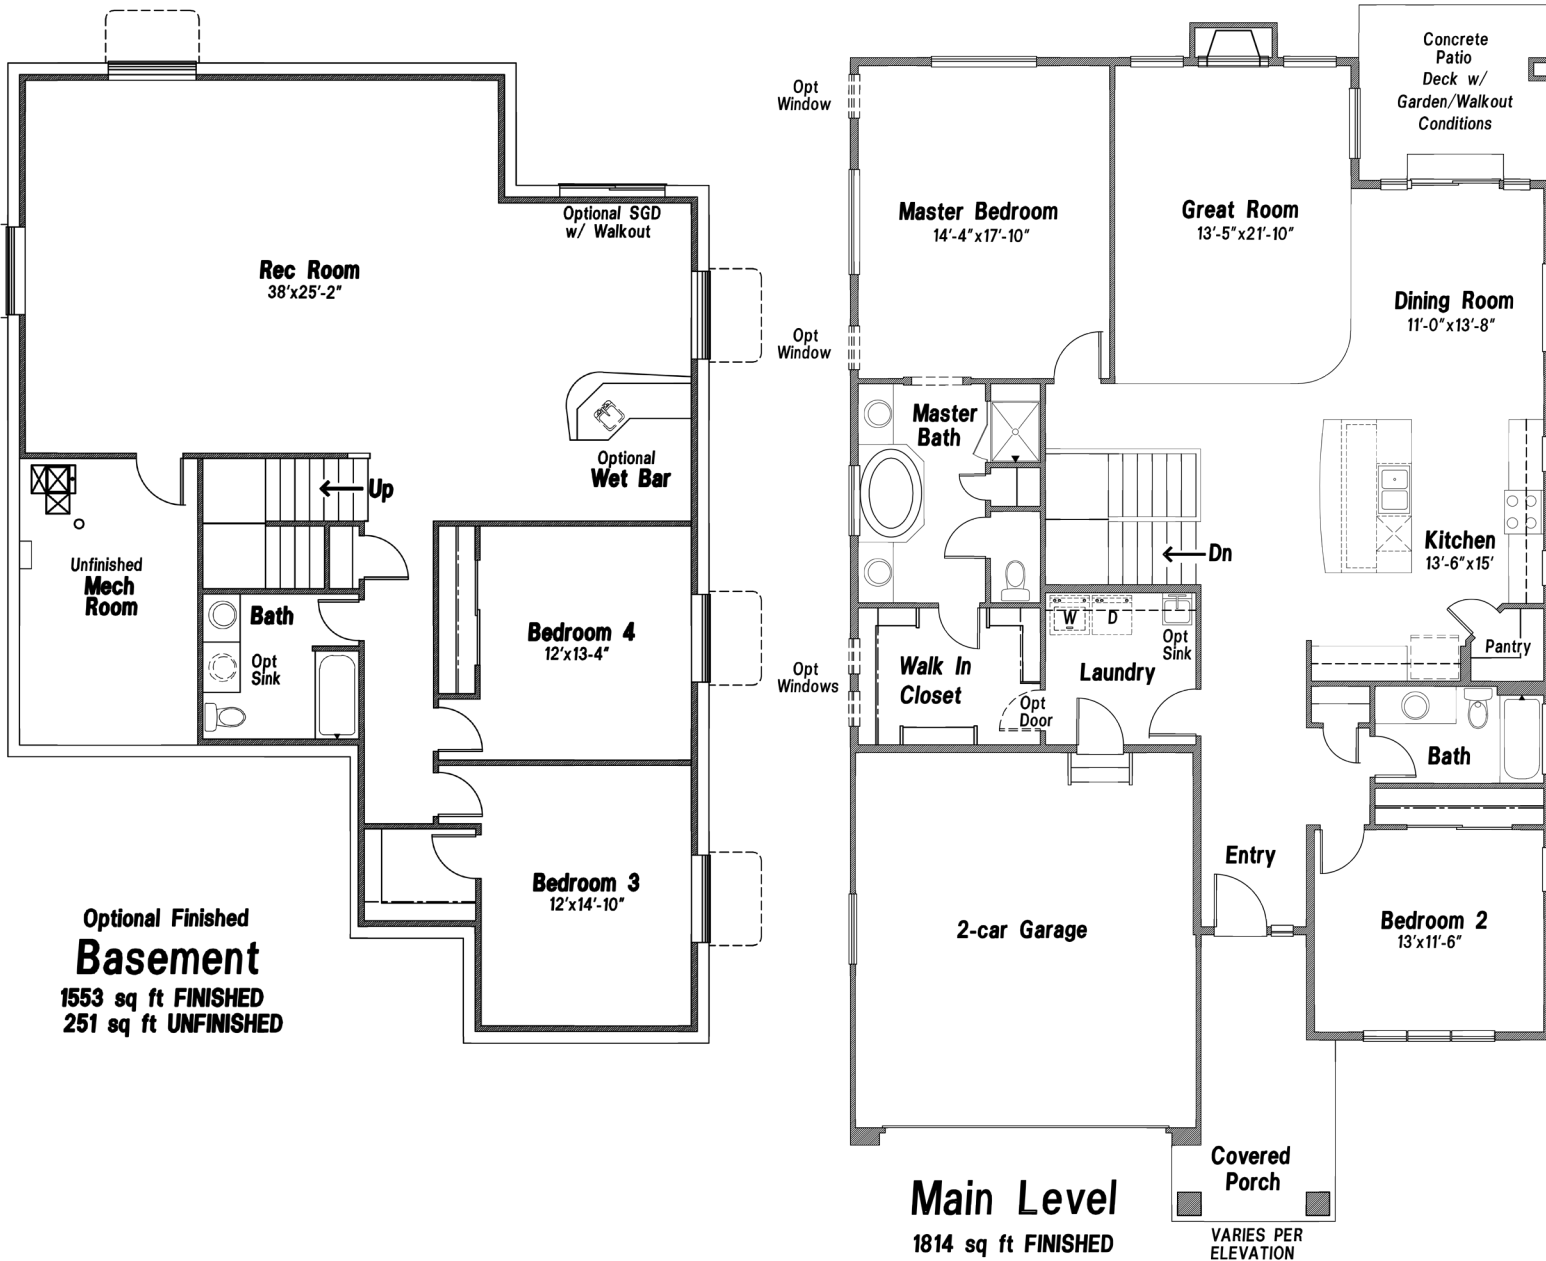 Optional SGD
w/ Walkout
Rec Room
38'x25'-2"
Optional
Wet Bar
Up
Unfinished
Mech
Room
Bath
Opt
Sink
Bedroom 4
12'x13-4"
Bedroom 3
12'x14'-10"
Optional Finished
Basement
1553 sq ft FINISHED
251 sq ft UNFINISHED
Concrete
Patio
Deck w/
Garden/Walkout
Conditions
Opt
Window
Master Bedroom
14'-4"x17'-10"
Great Room
13'-5"x21'-10"
Dining Room
11'-0"x13'-8"
Opt
Window
Master
Bath
Dn
Kitchen
13'-6"x15'
Pantry
W
D
Opt
Sink
Laundry
Walk In
Closet
Opt
Windows
Opt
Door
Bath
Entry
Bedroom 2
13'x11'-6"
2-car Garage
Covered
Porch
Main Level
1814 sq ft FINISHED
VARIES PER
ELEVATION